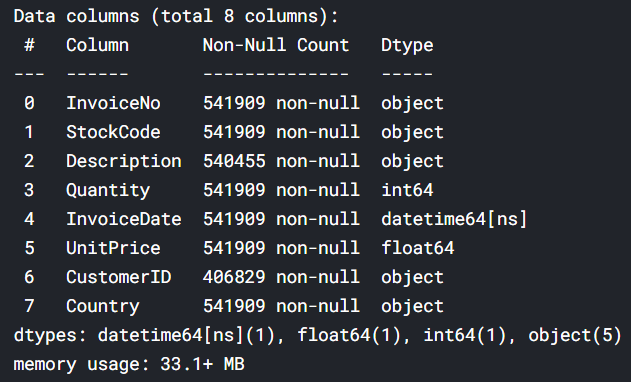 Data columns (total 8 columns):
 #   Column       Non-Null Count   Dtype
---  ------       --------------   -----
 0   InvoiceNo    541909 non-null  object
 1   StockCode    541909 non-null  object
 2   Description  540455 non-null  object
 3   Quantity     541909 non-null  int64
 4   InvoiceDate  541909 non-null  datetime64[ns]
 5   UnitPrice    541909 non-null  float64
 6   CustomerID   406829 non-null  object
 7   Country      541909 non-null  object
dtypes: datetime64[ns](1), float64(1), int64(1), object(5)
memory usage: 33.1+ MB